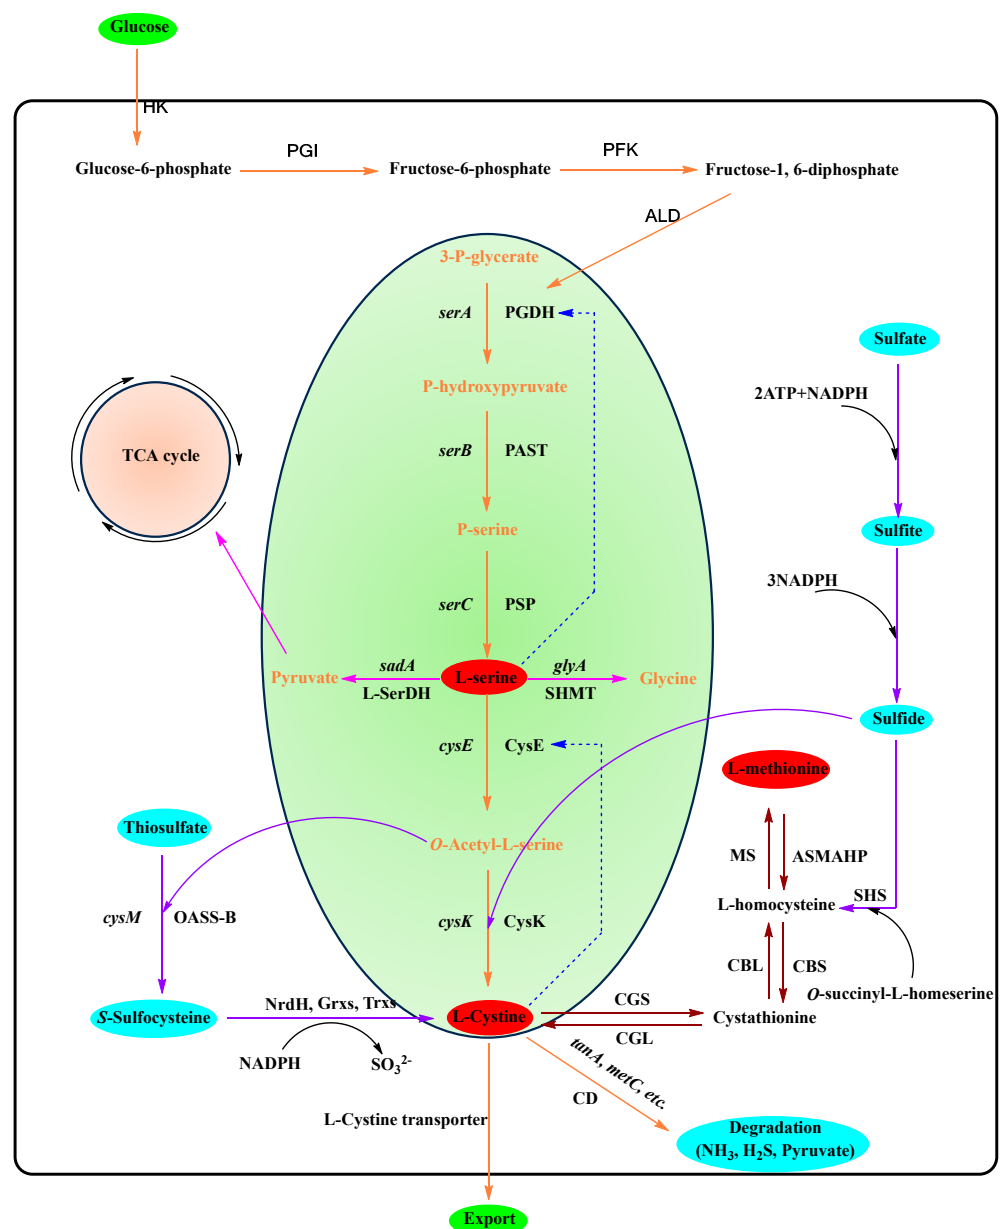 Glucose
HK
Glucose-6-phosphate
PGI
Fructose-6-phosphate
PFK
Fructose-1, 6-diphosphate
ALD
3-P-glycerate
serA PGDH
P-hydroxypyruvate
serB PAST
P-serine
serC PSP
L-serine
sadA
L-SerDH
Pyruvate
TCA cycle
glyA
SHMT
Glycine
cysE CysE
O-Acetyl-L-serine
cysK CysK
L-Cystine
Sulfate
2ATP+NADPH
Sulfite
3NADPH
Sulfide
L-methionine
MS ASMAHP
L-homocysteine
SHS
O-succinyl-L-homeserine
CBL CBS
Cystathionine
CGS
CGL
Thiosulfate
cysM OASS-B
S-Sulfocysteine
NrdH, Grxs, Trxs
NADPH
SO₃²⁻
L-Cystine transporter
tanA, metC, etc.
CD
Degradation
(NH₃, H₂S, Pyruvate)
Export